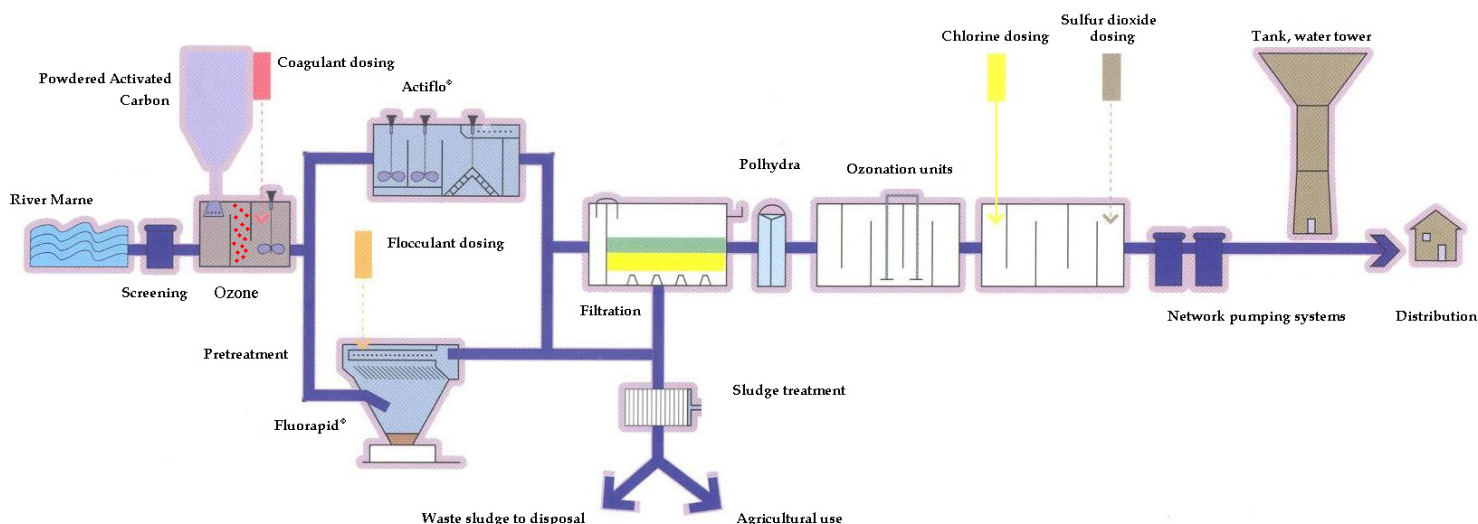 Sulfur dioxide
dosing
Chlorine dosing
Tank, water tower
Coagulant dosing
Powdered Activated
Carbon
Actiflo®
Polhydra
Ozonation units
River Marne
Flocculant dosing
Screening
Ozone
Filtration
Network pumping systems
Distribution
Pretreatment
Sludge treatment
Fluorapid®
Waste sludge to disposal
Agricultural use